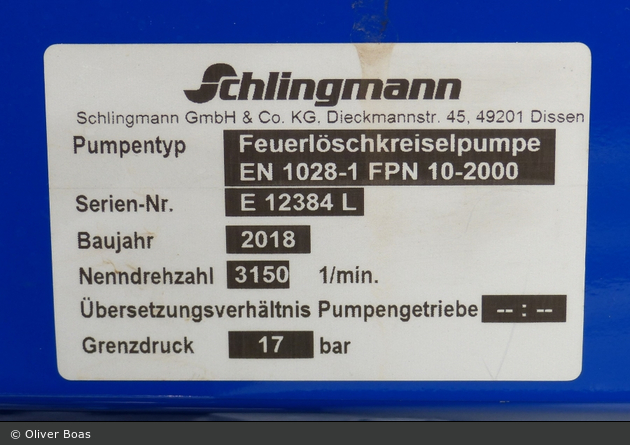 Schlingmann
Schlingmann GmbH & Co. KG, Dieckmannstr. 45, 49201 Dissen
Pumpentyp Feuerlöschkreiselpumpe
EN 1028-1 FPN 10-2000
Serien-Nr. E 12384 L
Baujahr 2018
Nenndrehzahl 3150 1/min.
Übersetzungsverhältnis Pumpengetriebe -- : --
Grenzdruck 17 bar
© Oliver Boas